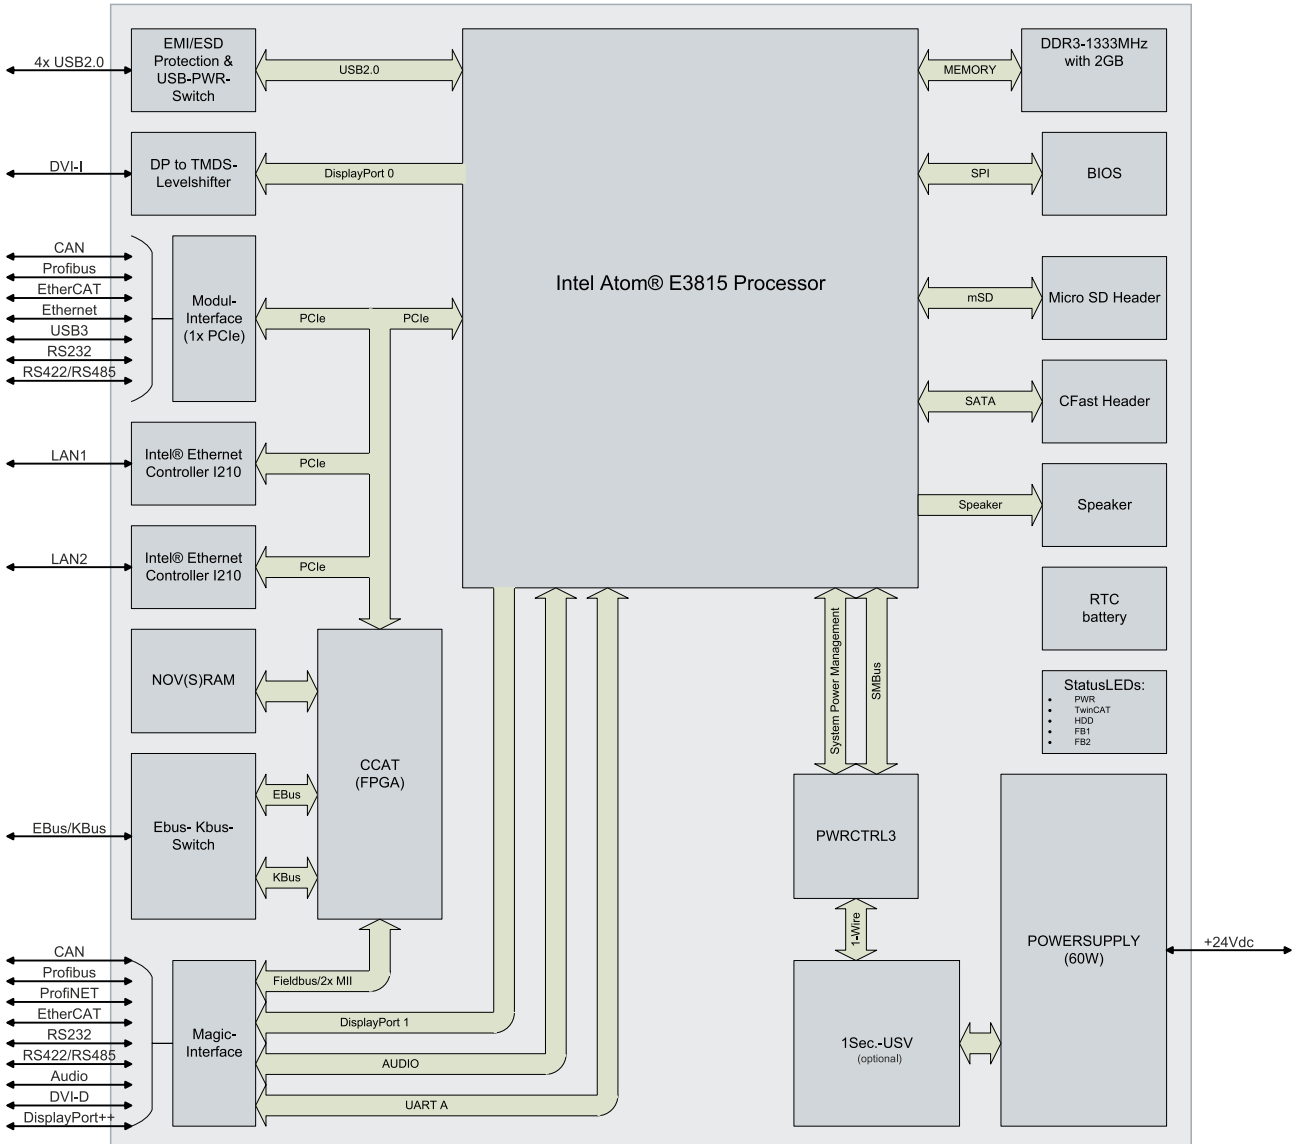 4x USB2.0
EMI/ESD
Protection &
USB-PWR-
Switch
USB2.0
MEMORY
DDR3-1333MHz
with 2GB
DVI-I
DP to TMDS-
Levelshifter
DisplayPort 0
SPI
BIOS
Intel Atom® E3815 Processor
CAN
Profibus
EtherCAT
Ethernet
USB3
RS232
RS422/RS485
Modul-
Interface
(1x PCIe)
PCIe
PCIe
mSD
Micro SD Header
SATA
CFast Header
LAN1
Intel® Ethernet
Controller I210
PCIe
Speaker
Speaker
LAN2
Intel® Ethernet
Controller I210
PCIe
RTC
battery
NOV(S)RAM
System Power Management
SMBus
StatusLEDs:
• PWR
• TwinCAT
• HDD
• FB1
• FB2
CCAT
(FPGA)
EBus
KBus
EBus/KBus
Ebus- Kbus-
Switch
PWRCTRL3
1-Wire
POWERSUPPLY
(60W)
+24Vdc
CAN
Profibus
ProfiNET
EtherCAT
RS232
RS422/RS485
Audio
DVI-D
DisplayPort++
Magic-
Interface
Fieldbus/2x MII
DisplayPort 1
AUDIO
UART A
1Sec.-USV
(optional)